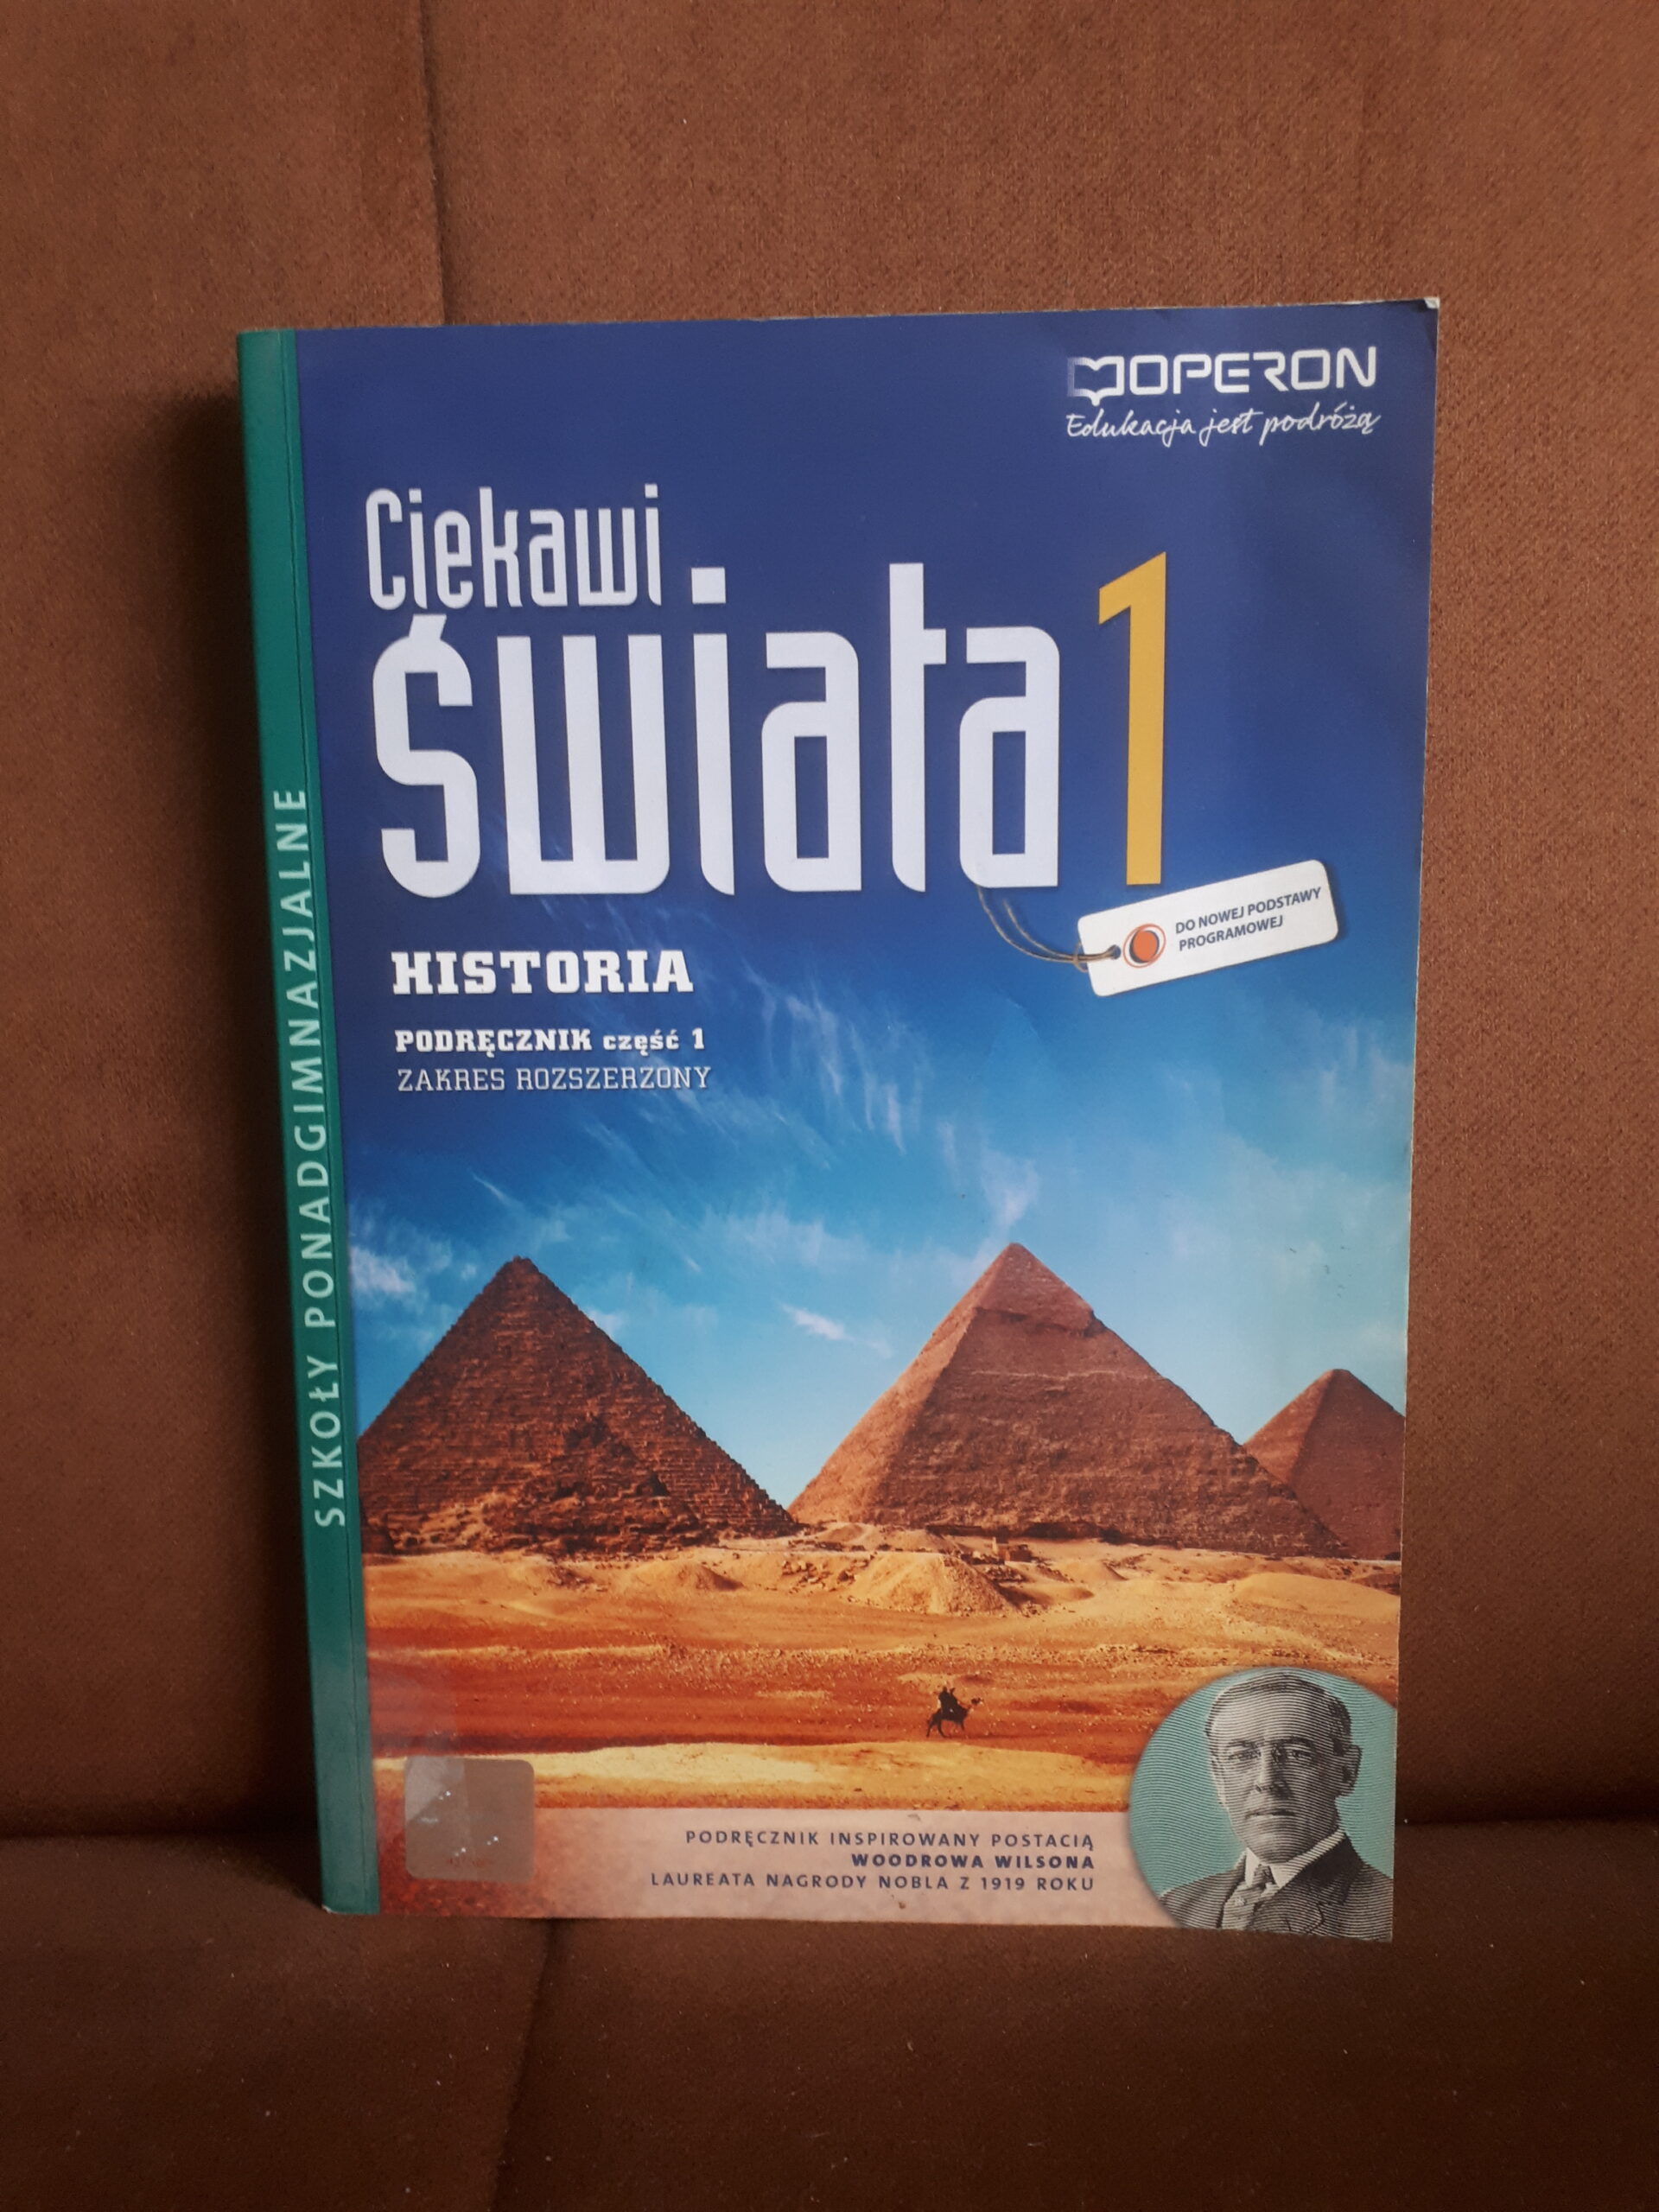 OPERON
Edukacja jest podróżą
Ciekawi
świata 1
DO NOWEJ PODSTAWY
PROGRAMOWEJ
HISTORIA
PODRĘCZNIK część 1
ZAKRES ROZSZERZONY
SZKOŁY PONADGIMNAZJALNE
PODRĘCZNIK INSPIROWANY POSTACIĄ
WOODROWA WILSONA
LAUREATA NAGRODY NOBLA Z 1919 ROKU